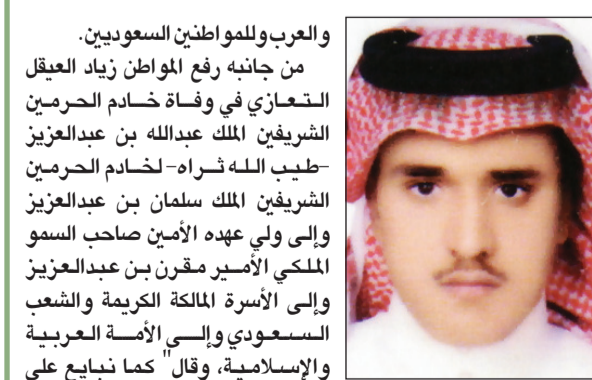 والعرب وللمواطنين السعوديين.
من جانبه رفع المواطن زياد العيقل
التعازي في وفاة خادم الحرمين
الشريفين الملك عبدالله بن عبدالعزيز
-طيب الله ثراه- لخادم الحرمين
الشريفين الملك سلمان بن عبدالعزيز
وإلى ولي عهده الأمين صاحب السمو
الملكي الأمير مقرن بن عبدالعزيز
وإلى الأسرة المالكة الكريمة والشعب
السعودي وإلى الأمة العربية
والإسلامية، وقال" كما نبايع على